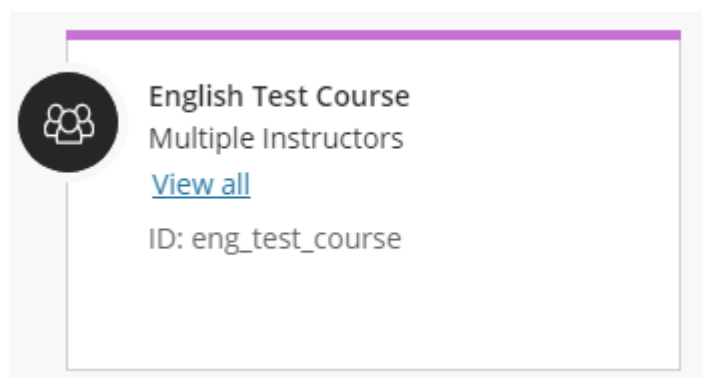 English Test Course
Multiple Instructors
View all
ID: eng_test_course